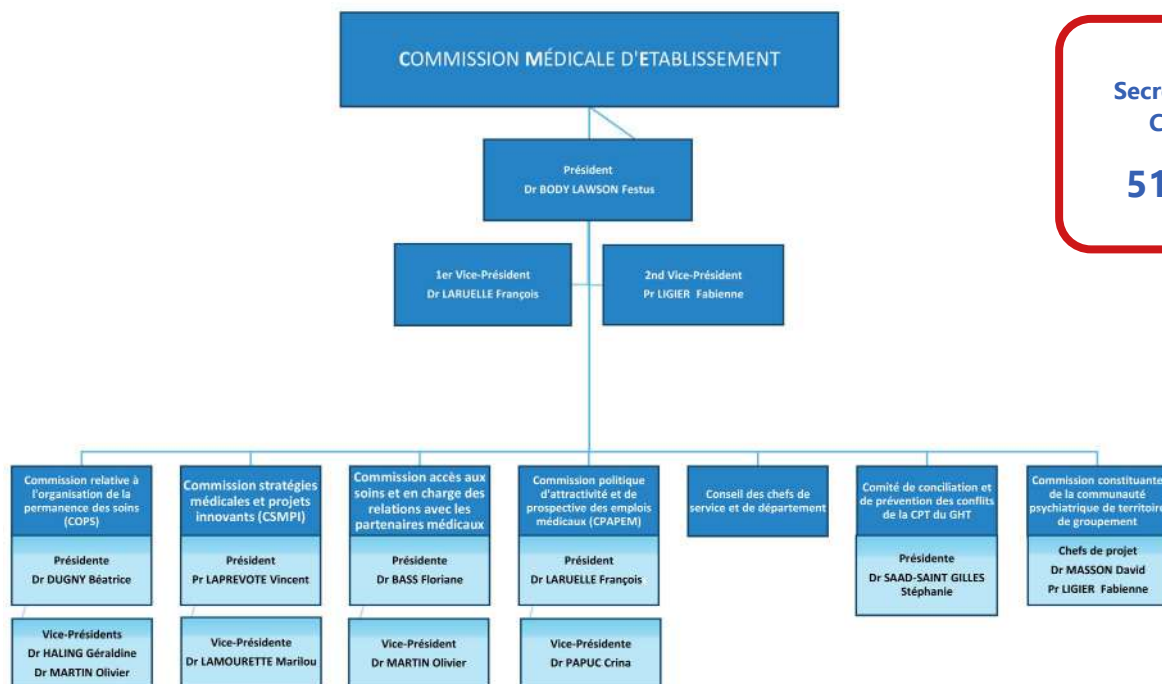 COMMISSION MÉDICALE D'ETABLISSEMENT
51
Président
Dr BODY LAWSON Festus
1er Vice-Président
Dr LARUELLE François
2nd Vice-Président
Pr LIGIER Fabienne
Commission relative à
l'organisation de la
permanence des soins
(COPS)
Présidente
Dr DUGNY Béatrice
Vice-Présidents
Dr HALING Géraldine
Dr MARTIN Olivier
Commission stratégies
médicales et projets
innovants (CSMPI)
Président
Pr LAPREVOTE Vincent
Vice-Présidente
Dr LAMOURETTE Marilou
Commission accès aux
soins et en charge des
relations avec les
partenaires médicaux
Présidente
Dr BASS Floriane
Vice-Président
Dr MARTIN Olivier
Commission politique
d'attractivité et de
prospective des emplois
médicaux (CPAPEM)
Président
Dr LARUELLE François
Vice-Présidente
Dr PAPUC Crina
Conseil des chefs de
service et de département
Comité de conciliation et
de prévention des conflits
de la CPT du GHT
Présidente
Dr SAAD-SAINT GILLES
Stéphanie
Commission constituante
de la communauté
psychiatrique de territoire
de groupement
Chefs de projet
Dr MASSON David
Pr LIGIER Fabienne